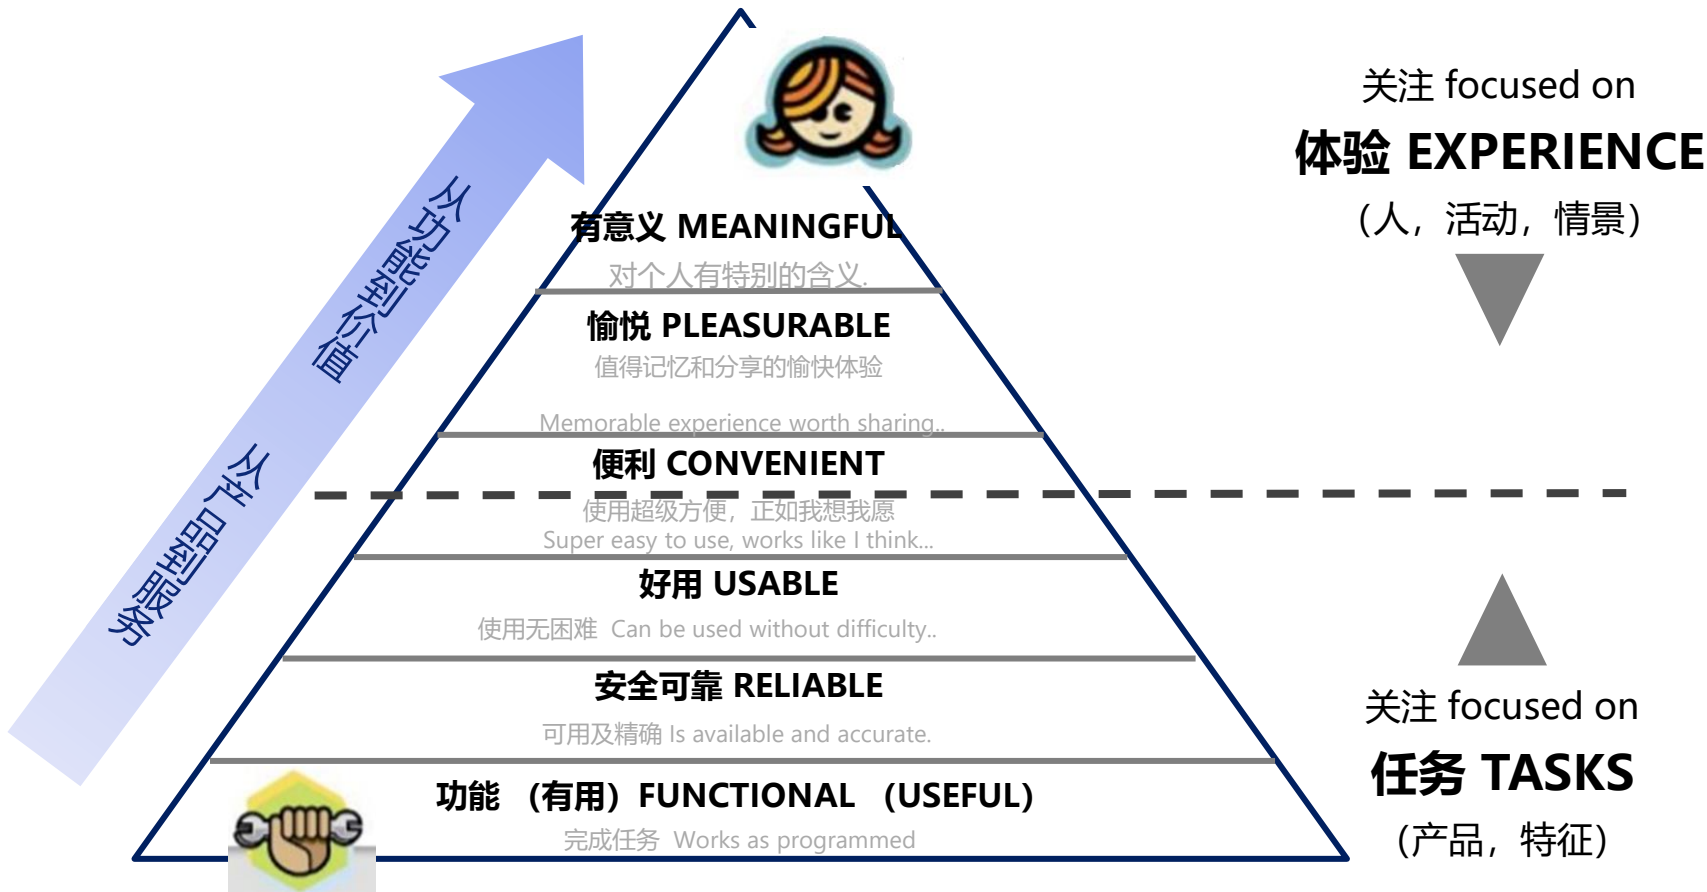 关注 focused on
体验 EXPERIENCE
（人，活动，情景）
从功能到价值
从产品到服务
有意义 MEANINGFUL
对个人有特别的含义.
愉悦 PLEASURABLE
值得记忆和分享的愉快体验
Memorable experience worth sharing..
便利 CONVENIENT
使用超级方便，正如我想我愿
Super easy to use, works like I think...
好用 USABLE
使用无困难 Can be used without difficulty..
安全可靠 RELIABLE
可用及精确 Is available and accurate.
功能 （有用）FUNCTIONAL （USEFUL）
完成任务 Works as programmed
关注 focused on
任务 TASKS
（产品，特征）